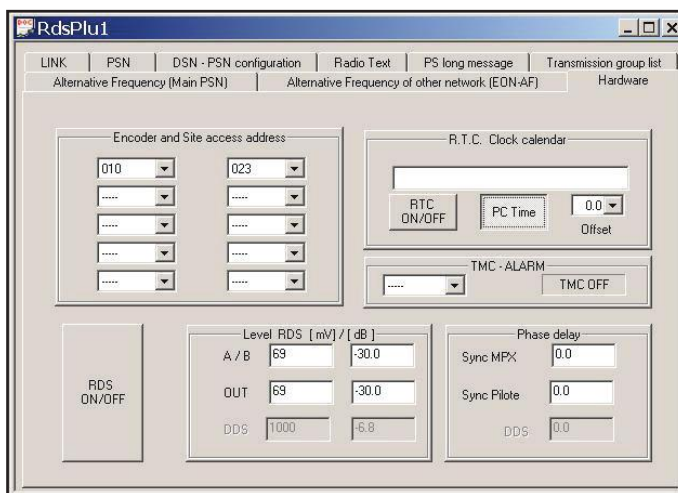 RdsPlu1
LINK PSN DSN - PSN configuration Radio Text PS long message Transmission group list
Alternative Frequency (Main PSN) Alternative Frequency of other network (EON-AF) Hardware
Encoder and Site access address
010 023
----- -----
----- -----
----- -----
----- -----
R.T.C. Clock calendar
RTC ON/OFF
PC Time
0.0
Offset
TMC - ALARM
----- TMC OFF
RDS
ON/OFF
Level RDS [ mV] / [ dB ]
A / B 69 -30.0
OUT 69 -30.0
DDS 1000 -6.8
Phase delay
Sync MPX 0.0
Sync Pilote 0.0
DDS 0.0